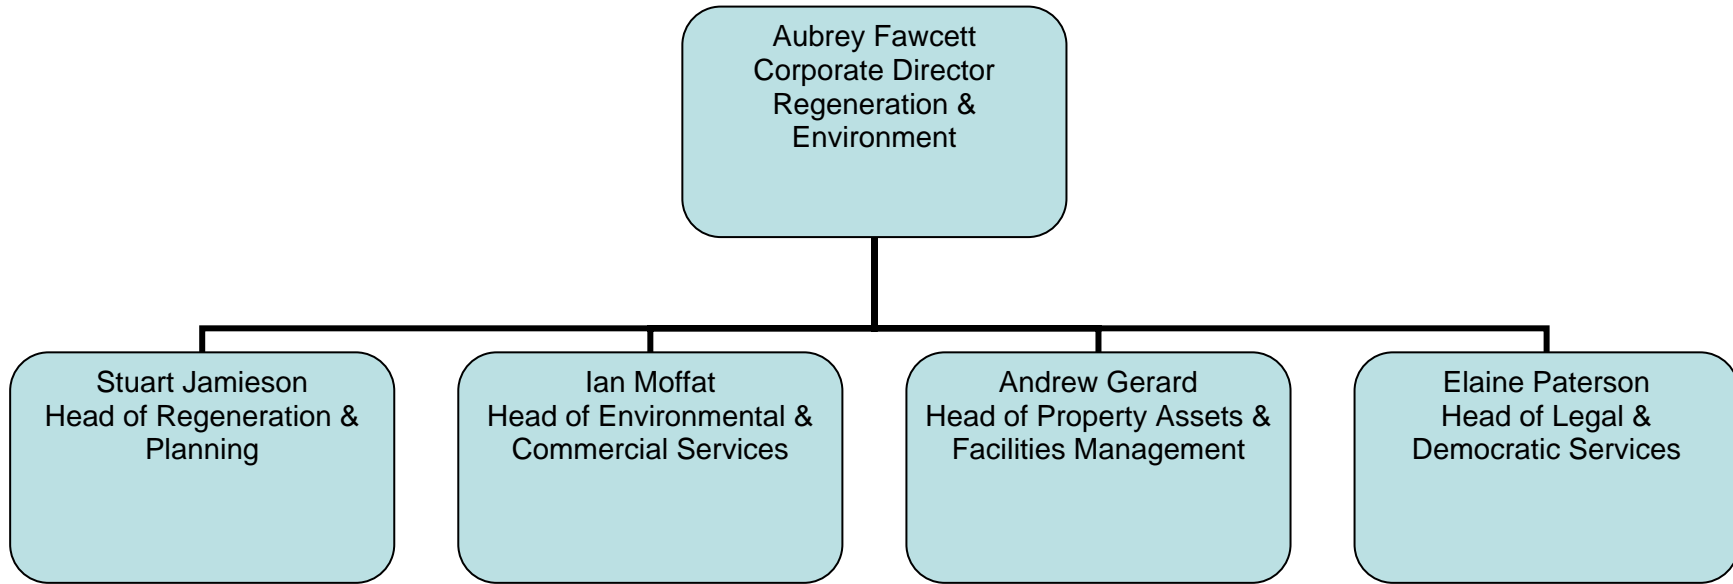 Aubrey Fawcett
Corporate Director
Regeneration &
Environment
Stuart Jamieson
Head of Regeneration &
Planning
Ian Moffat
Head of Environmental &
Commercial Services
Andrew Gerard
Head of Property Assets &
Facilities Management
Elaine Paterson
Head of Legal &
Democratic Services